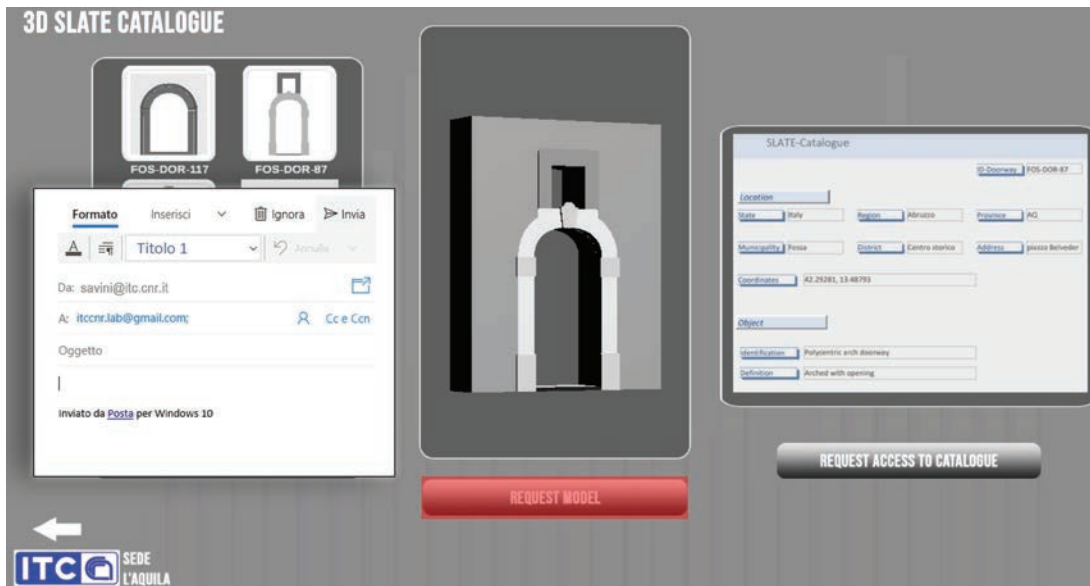 3D SLATE CATALOGUE
FOS-DOR-117
FOS-DOR-87
Formato Inserisci Ignora Invia
A Titolo 1 Annulla
Da: savini@itc.cnr.it
A: itccnr.lab@gmail.com; Cc e Ccn
Oggetto
Inviato da Posta per Windows 10
REQUEST MODEL
SLATE-Catalogue
ID-Doorway FOS-DOR-87
Location
State Italy Region Abruzzo Province AQ
Municipality Fossa District Centro storico Address piazza Belveder
Coordinates 42.29281, 13.48793
Object
Identification Polycentric arch doorway
Definition Arched with opening
REQUEST ACCESS TO CATALOGUE
ITC SEDE
L'AQUILA